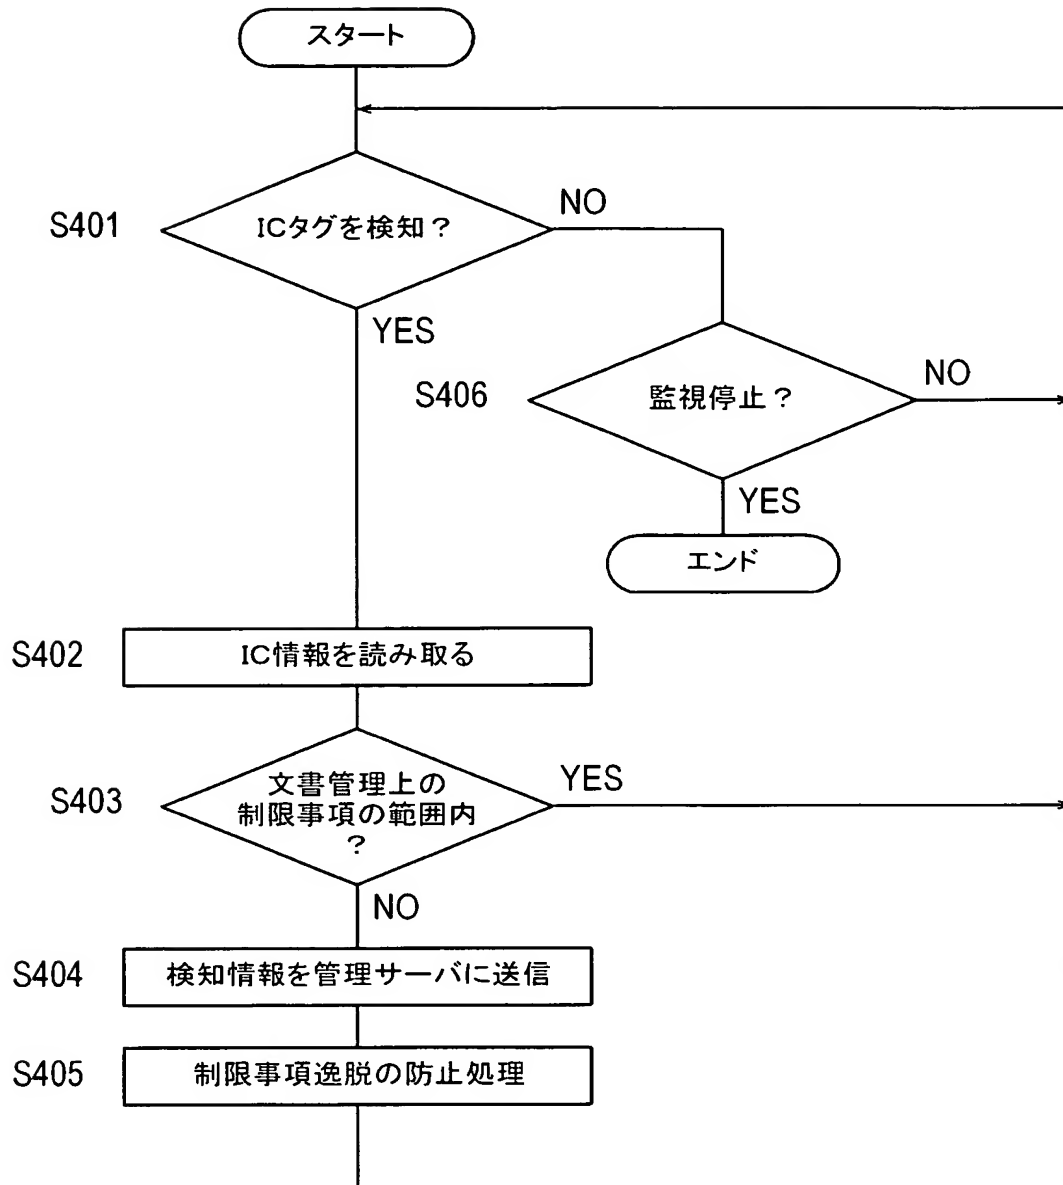 スタート
S401
ICタグを検知？
NO
YES
S406
監視停止？
NO
YES
エンド
S402
IC情報を読み取る
S403
文書管理上の
制限事項の範囲内
？
YES
NO
S404
検知情報を管理サーバに送信
S405
制限事項逸脱の防止処理